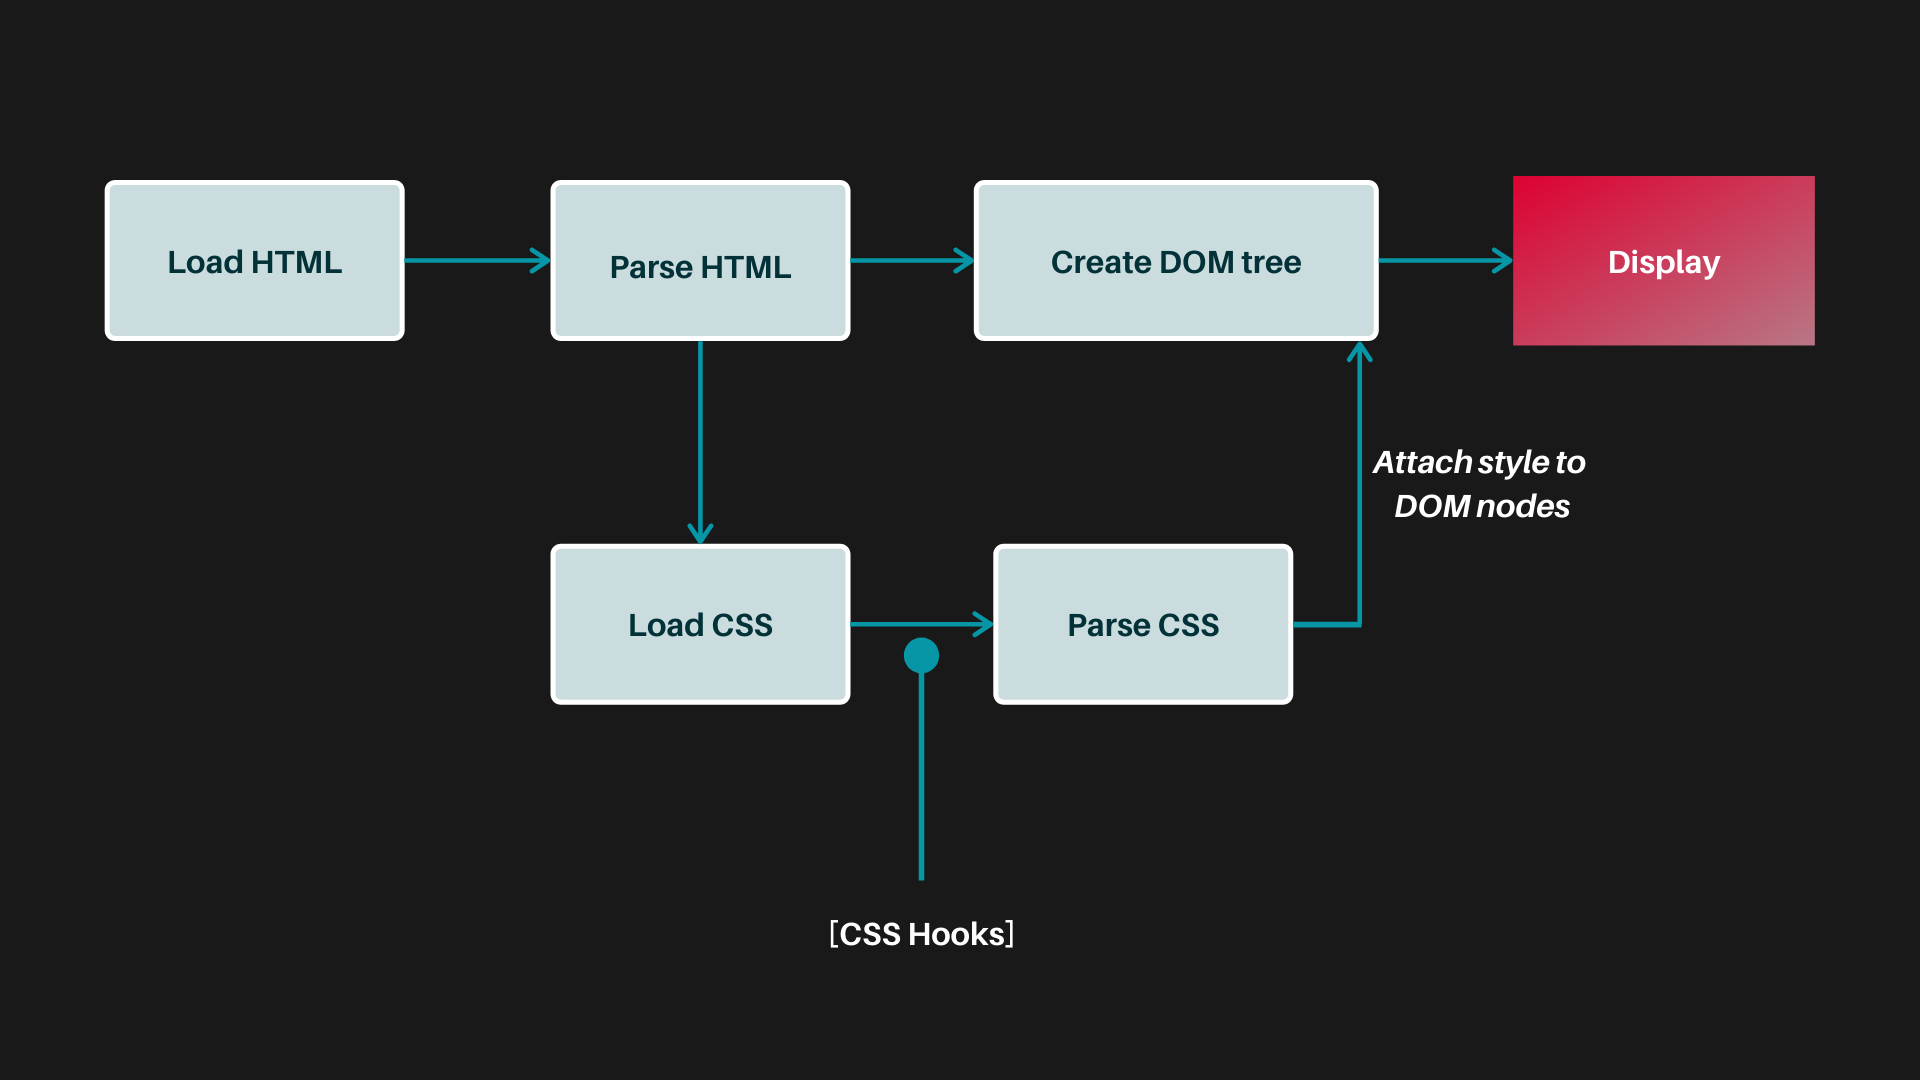 Load HTML
Parse HTML
Create DOM tree
Display
Attach style to
DOM nodes
Load CSS
Parse CSS
[CSS Hooks]